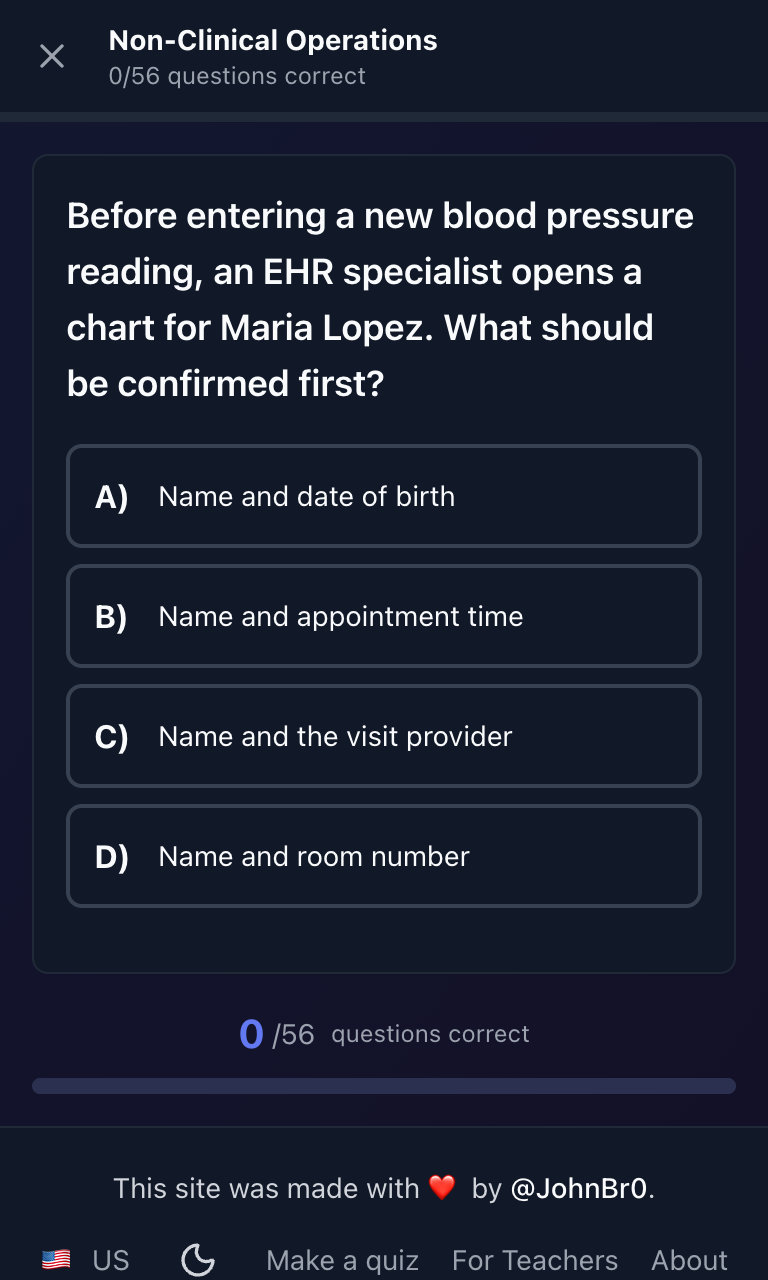 Non-Clinical Operations
0/56 questions correct
Before entering a new blood pressure
reading, an EHR specialist opens a
chart for Maria Lopez. What should
be confirmed first?
A) Name and date of birth
B) Name and appointment time
C) Name and the visit provider
D) Name and room number
0 /56 questions correct
This site was made with ❤️ by @JohnBr0.
🇺🇸 US Make a quiz For Teachers About